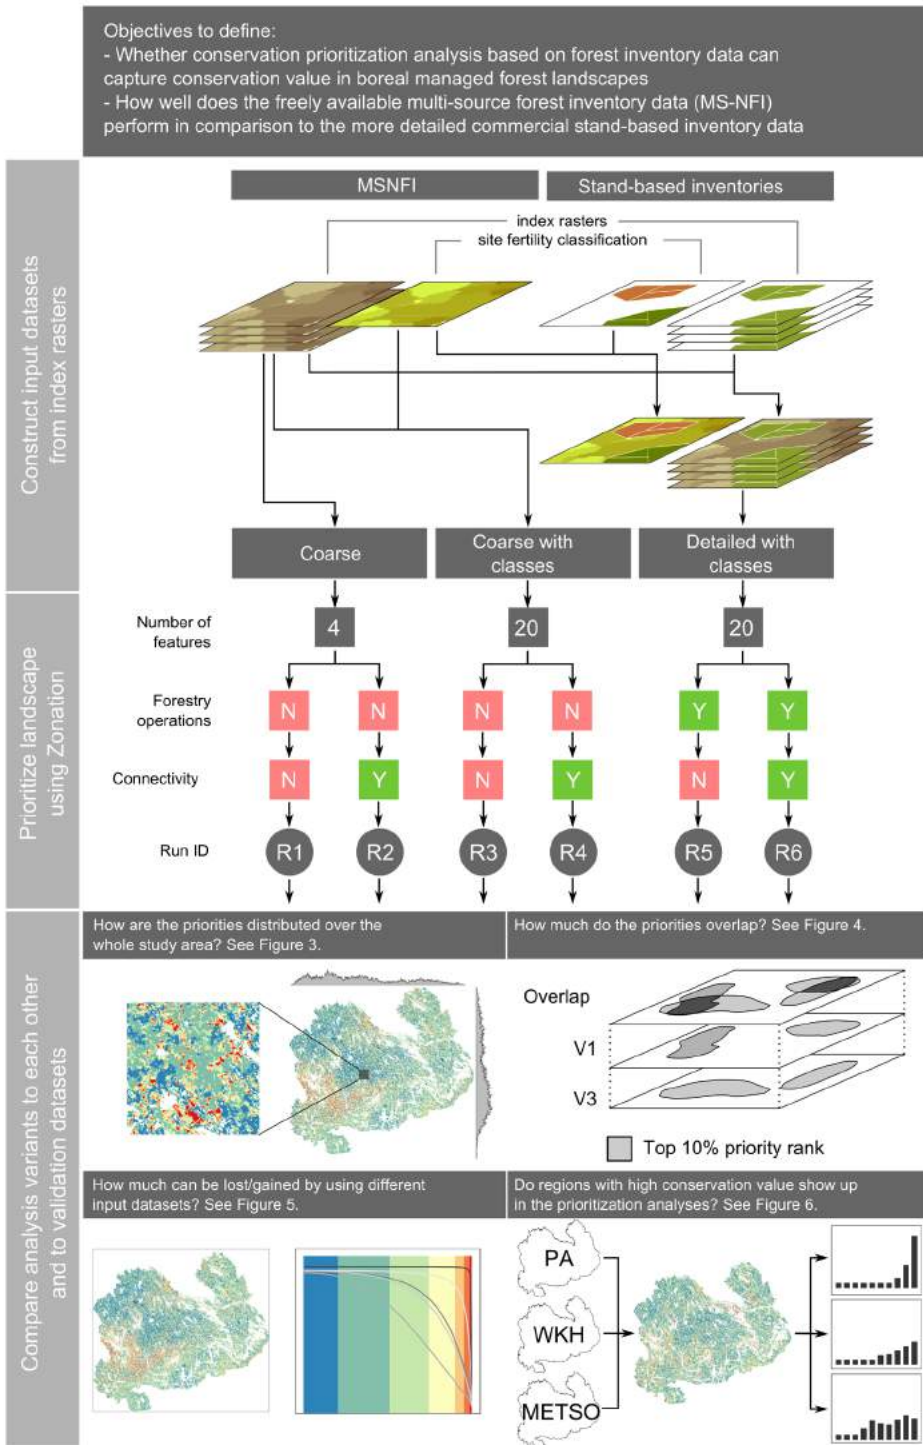 Objectives to define:
- Whether conservation prioritization analysis based on forest inventory data can
capture conservation value in boreal managed forest landscapes
- How well does the freely available multi-source forest inventory data (MS-NFI)
perform in comparison to the more detailed commercial stand-based inventory data
Construct input datasets
from index rasters
MSNFI
Stand-based inventories
index rasters
site fertility classification
Coarse
Coarse with
classes
Detailed with
classes
Prioritize landscape
using Zonation
Number of
features
4
20
20
Forestry
operations
N
N
N
N
Y
Y
Connectivity
N
Y
N
Y
N
Y
Run ID
R1
R2
R3
R4
R5
R6
Compare analysis variants to each other
and to validation datasets
How are the priorities distributed over the
whole study area? See Figure 3.
How much do the priorities overlap? See Figure 4.
Overlap
V1
V3
Top 10% priority rank
How much can be lost/gained by using different
input datasets? See Figure 5.
Do regions with high conservation value show up
in the prioritization analyses? See Figure 6.
PA
WKH
METSO